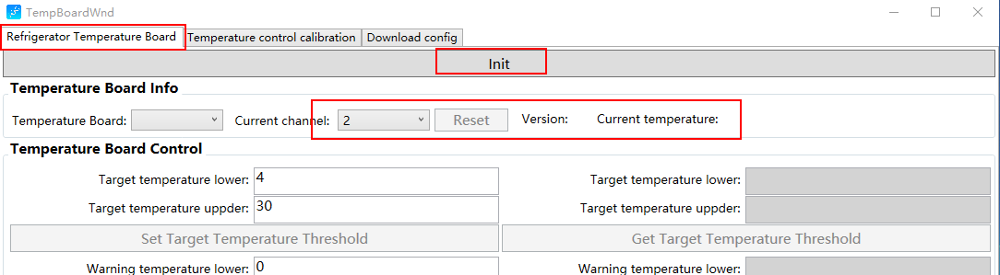 TempBoardWnd
Refrigerator Temperature Board Temperature control calibration Download config
Init
Temperature Board Info
Temperature Board: Current channel: 2 Reset Version: Current temperature:
Temperature Board Control
Target temperature lower: 4 Target temperature lower:
Target temperature uppder: 30 Target temperature uppder:
Set Target Temperature Threshold Get Target Temperature Threshold
Warning temperature lower: 0 Warning temperature lower: